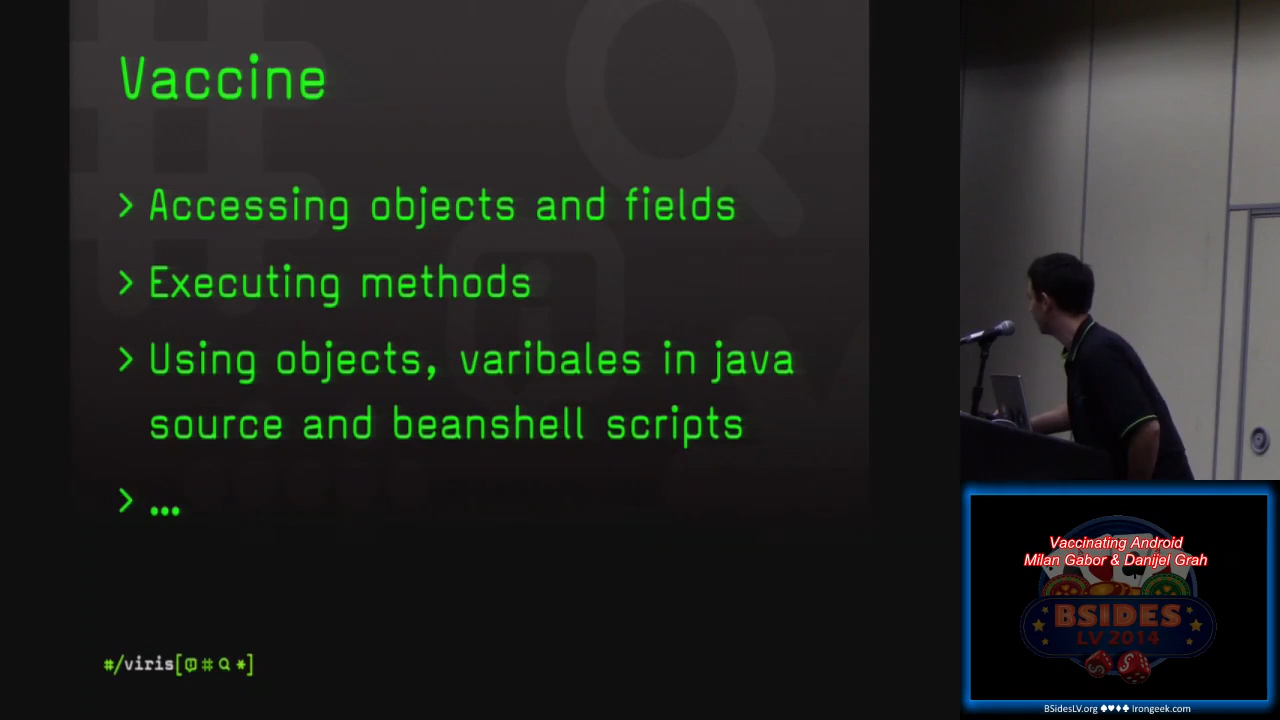 Vaccine
> Accessing objects and fields
> Executing methods
> Using objects, varibales in java
source and beanshell scripts
> ...
#/viris[#*]
Vaccinating Android
Milan Gabor & Danijel Grah
BSIDES
LV 2014
BSidesLV.org ♠♥♦♣ Irongeek.com